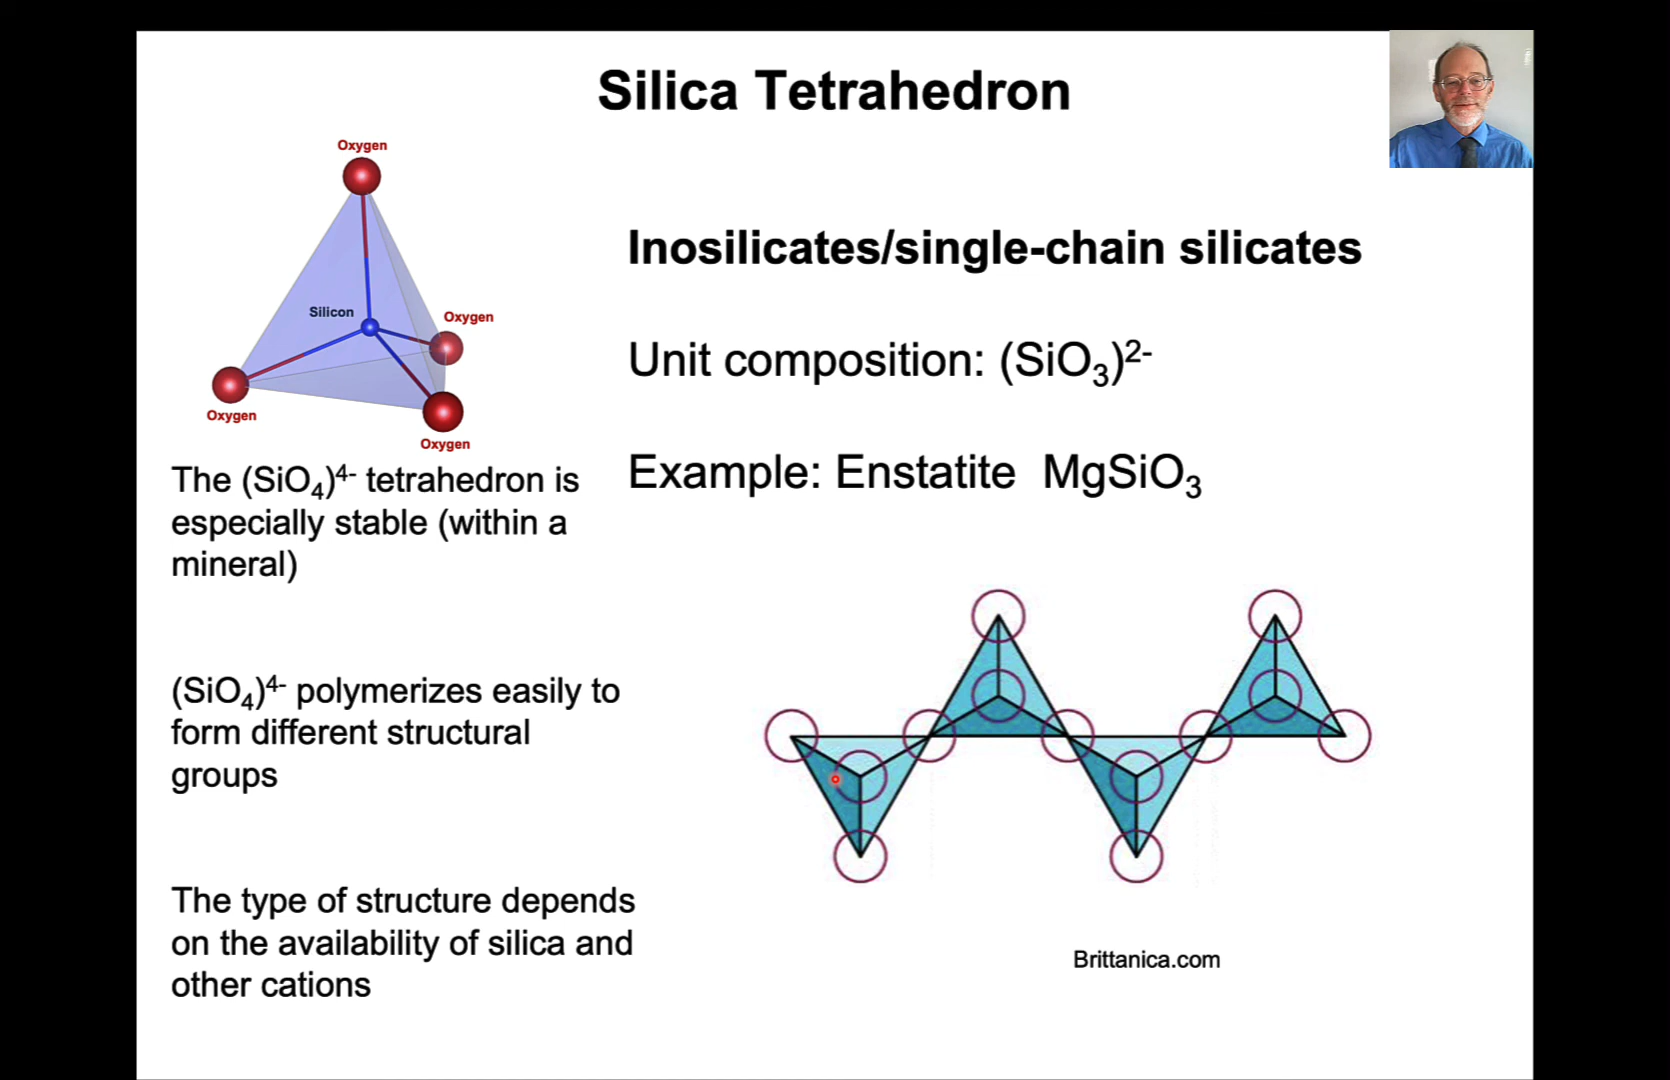 Silica Tetrahedron
Oxygen
Silicon
Oxygen
Oxygen
Oxygen
The (SiO₄)⁴⁻ tetrahedron is
especially stable (within a
mineral)
(SiO₄)⁴⁻ polymerizes easily to
form different structural
groups
The type of structure depends
on the availability of silica and
other cations
Inosilicates/single-chain silicates
Unit composition: (SiO₃)²⁻
Example: Enstatite MgSiO₃
Brittanica.com